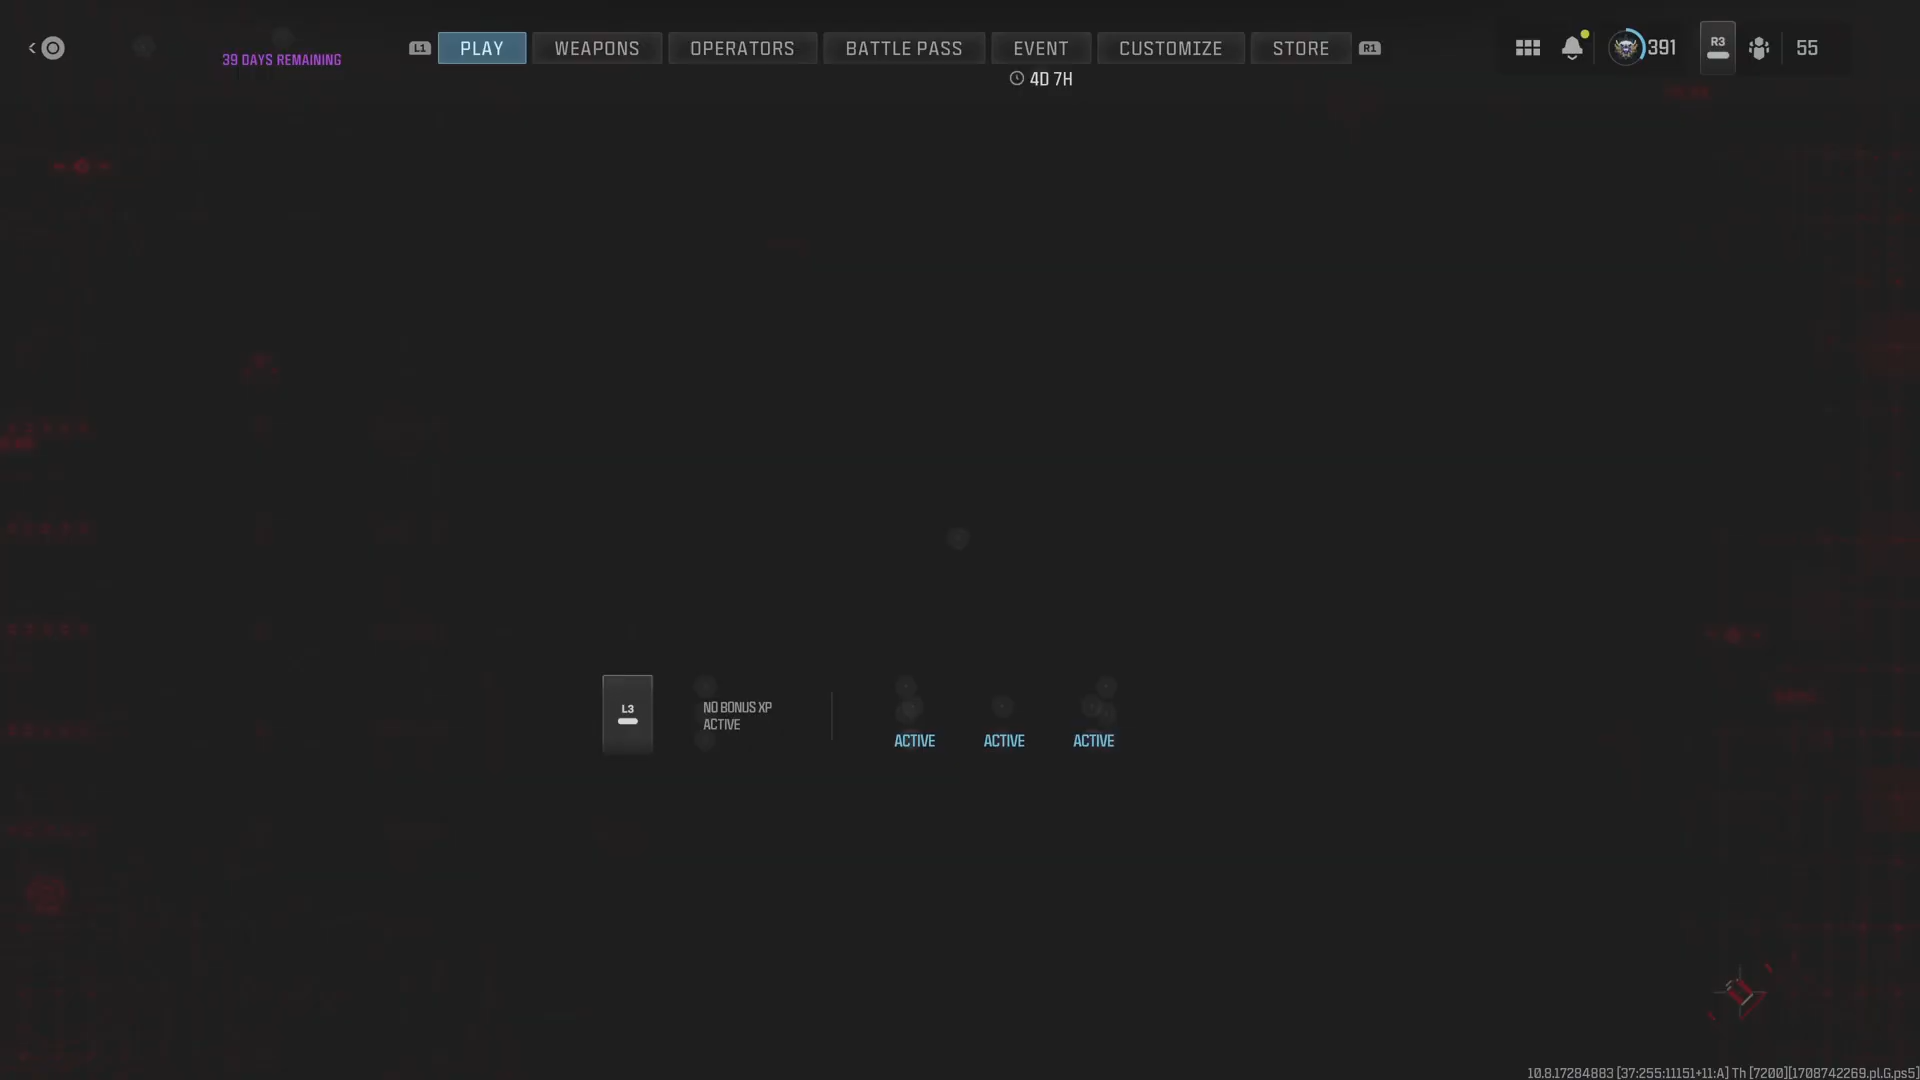 39 DAYS REMAINING
L1 PLAY WEAPONS OPERATORS BATTLE PASS EVENT CUSTOMIZE STORE R1
4D 7H
391
R3
55
L3
NO BONUS XP
ACTIVE
ACTIVE ACTIVE ACTIVE
10.8.17284883 [37:255:11151+11:A] Th [7200][1708742269.pl.G.ps5]